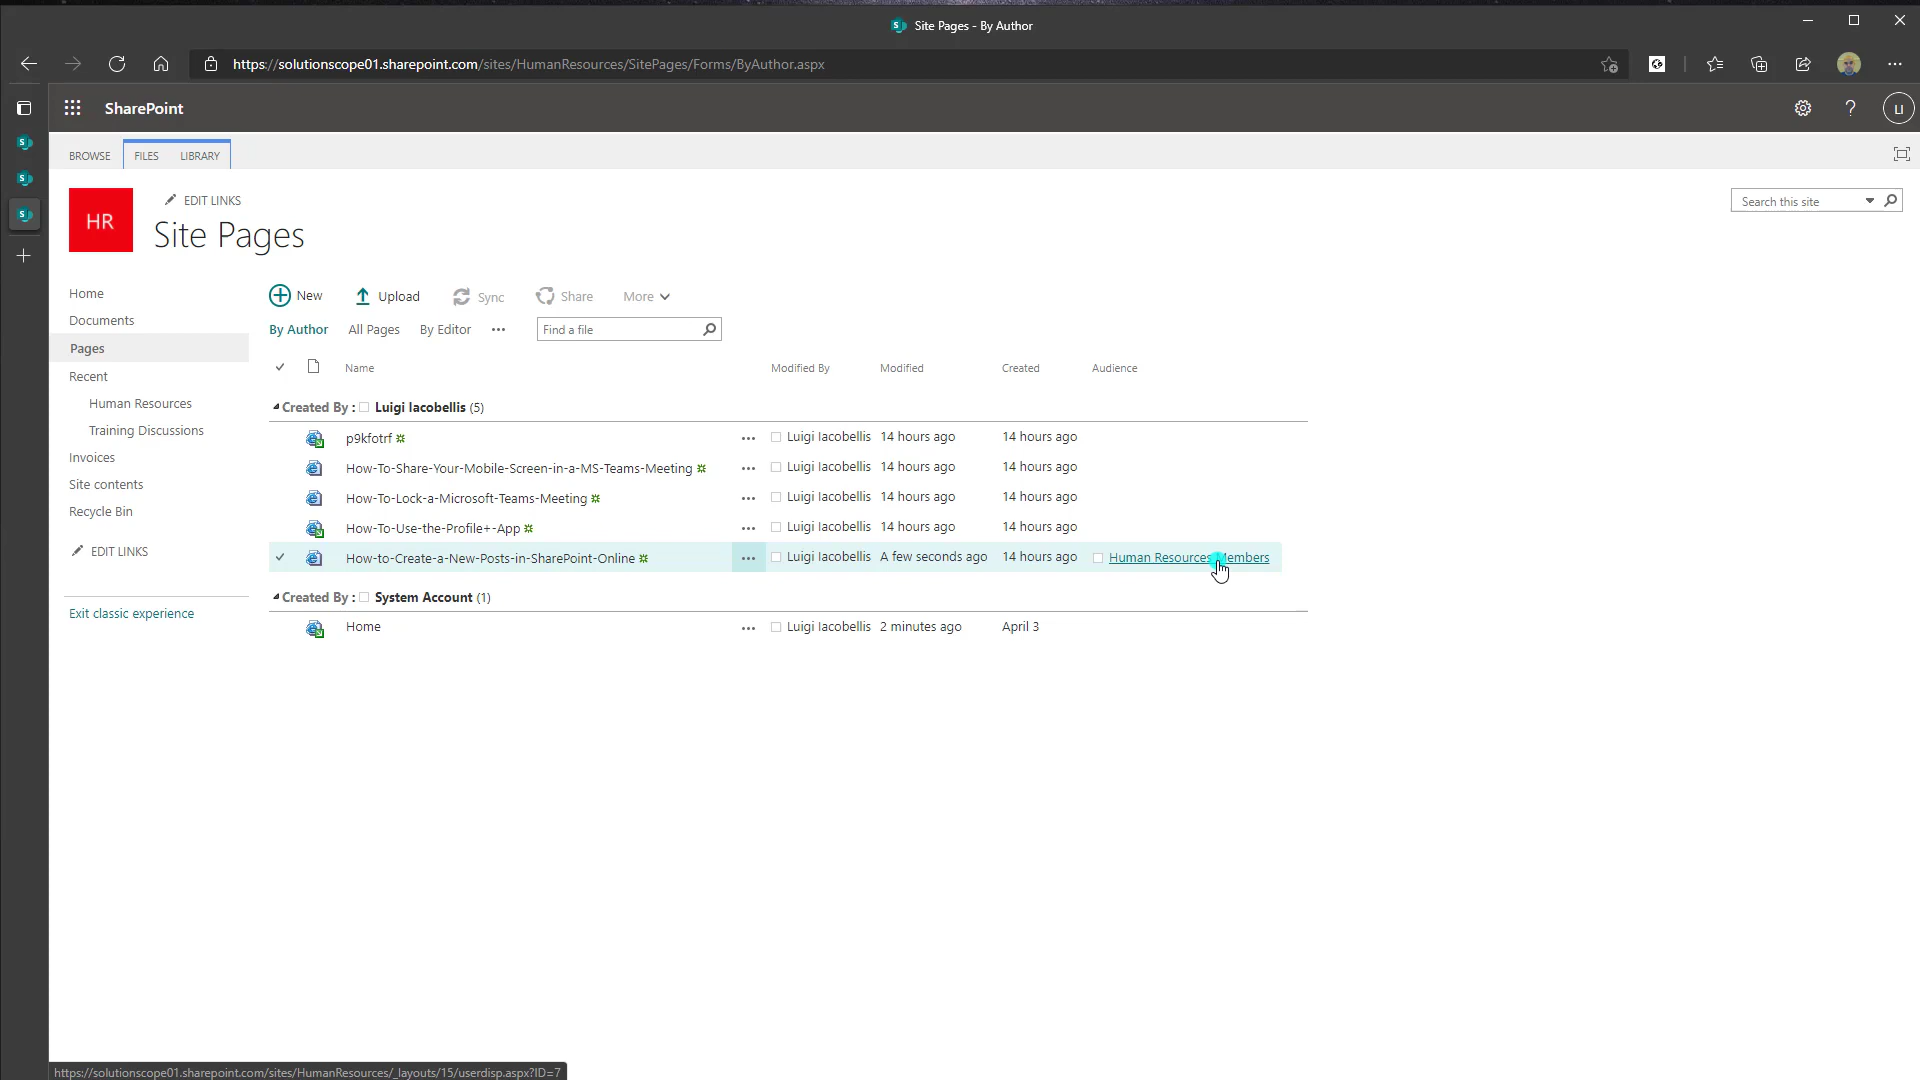 Site Pages - By Author
https://solutionscope01.sharepoint.com/sites/HumanResources/SitePages/Forms/ByAuthor.aspx
SharePoint
?
U
BROWSE FILES LIBRARY
HR
EDIT LINKS
Site Pages
Search this site
Home
Documents
Pages
Recent
Human Resources
Training Discussions
Invoices
Site contents
Recycle Bin
EDIT LINKS
Exit classic experience
New Upload Sync Share More
By Author All Pages By Editor ••• Find a file
Name Modified By Modified Created Audience
Created By : Luigi Iacobellis (5)
p9kfotrf ••• Luigi Iacobellis 14 hours ago 14 hours ago
How-To-Share-Your-Mobile-Screen-in-a-MS-Teams-Meeting ••• Luigi Iacobellis 14 hours ago 14 hours ago
How-To-Lock-a-Microsoft-Teams-Meeting ••• Luigi Iacobellis 14 hours ago 14 hours ago
How-To-Use-the-Profile+-App ••• Luigi Iacobellis 14 hours ago 14 hours ago
How-to-Create-a-New-Posts-in-SharePoint-Online ••• Luigi Iacobellis A few seconds ago 14 hours ago Human Resources Members
Created By : System Account (1)
Home ••• Luigi Iacobellis 2 minutes ago April 3
https://solutionscope01.sharepoint.com/sites/HumanResources/_layouts/15/userdisp.aspx?ID=7